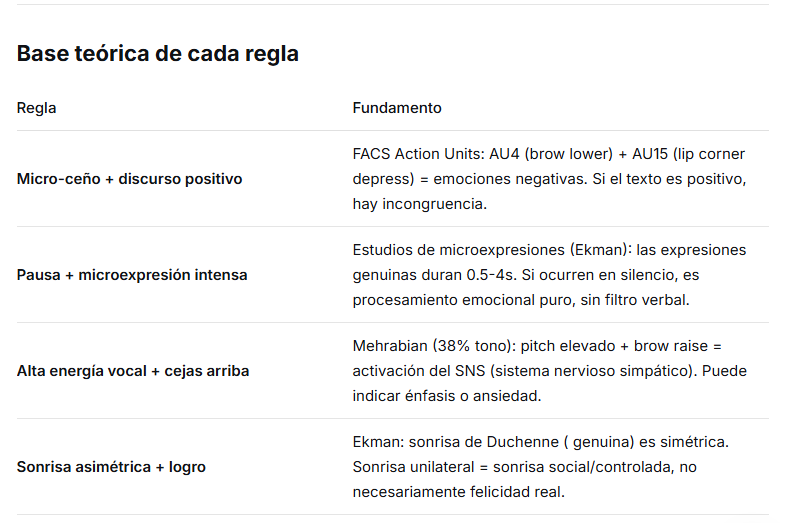 Base teórica de cada regla
Regla
Fundamento
Micro-ceño + discurso positivo
FACS Action Units: AU4 (brow lower) + AU15 (lip corner
depress) = emociones negativas. Si el texto es positivo,
hay incongruencia.
Pausa + microexpresión intensa
Estudios de microexpresiones (Ekman): las expresiones
genuinas duran 0.5-4s. Si ocurren en silencio, es
procesamiento emocional puro, sin filtro verbal.
Alta energía vocal + cejas arriba
Mehrabian (38% tono): pitch elevado + brow raise =
activación del SNS (sistema nervioso simpático). Puede
indicar énfasis o ansiedad.
Sonrisa asimétrica + logro
Ekman: sonrisa de Duchenne ( genuina) es simétrica.
Sonrisa unilateral = sonrisa social/controlada, no
necesariamente felicidad real.